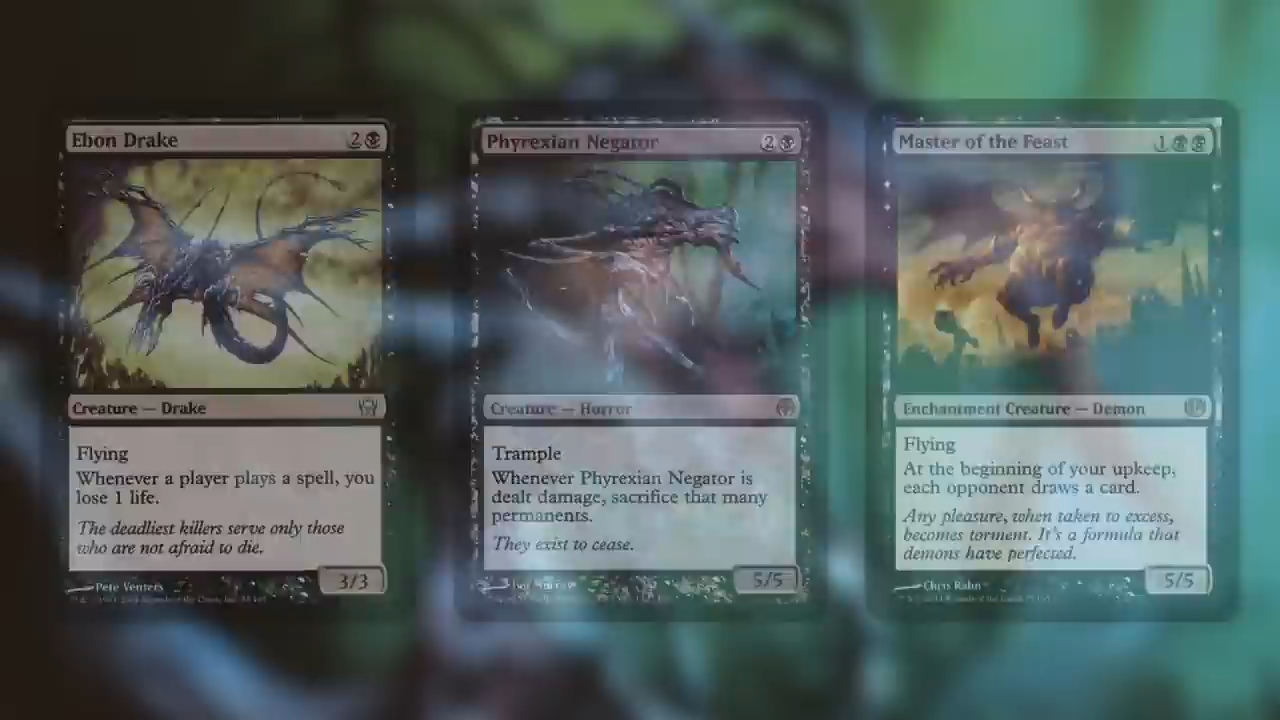 Ebon Drake 2
Creature — Drake
Flying
Whenever a player plays a spell, you
lose 1 life.
The deadliest killers serve only those
who are not afraid to die.
Pete Venters
3/3
Phyrexian Negator 2
Creature — Horror
Trample
Whenever Phyrexian Negator is
dealt damage, sacrifice that many
permanents.
They exist to cease.
5/5
Master of the Feast 1
Enchantment Creature — Demon
Flying
At the beginning of your upkeep,
each opponent draws a card.
Any pleasure, when taken to excess,
becomes torment. It's a formula that
demons have perfected.
Chris Rahn
5/5